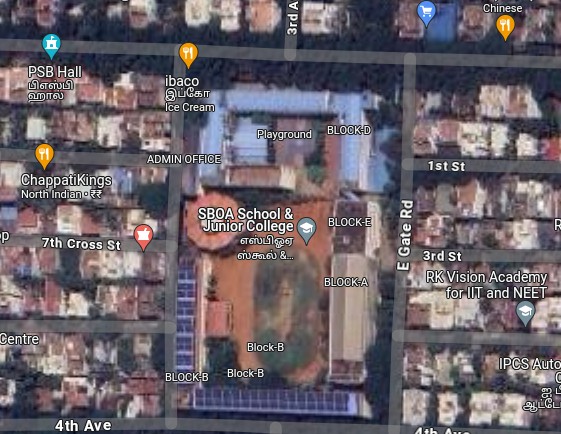 Chinese
3rd A
PSB Hall
பிஎஸ்பி
ஹால்
ibaco
இபகோ
Ice Cream
Playground
BLOCK-D
ADMIN OFFICE
1st St
ChappatiKings
North Indian • ₹₹
SBOA School &
Junior College
எஸ்பிஓஏ
ஸ்கூல் &...
BLOCK-E
E Gate Rd
7th Cross St
3rd St
BLOCK-A
RK Vision Academy
for IIT and NEET
Centre
Block-B
Block-B
BLOCK-B
IPCS Auto
4th Ave
4th Ave